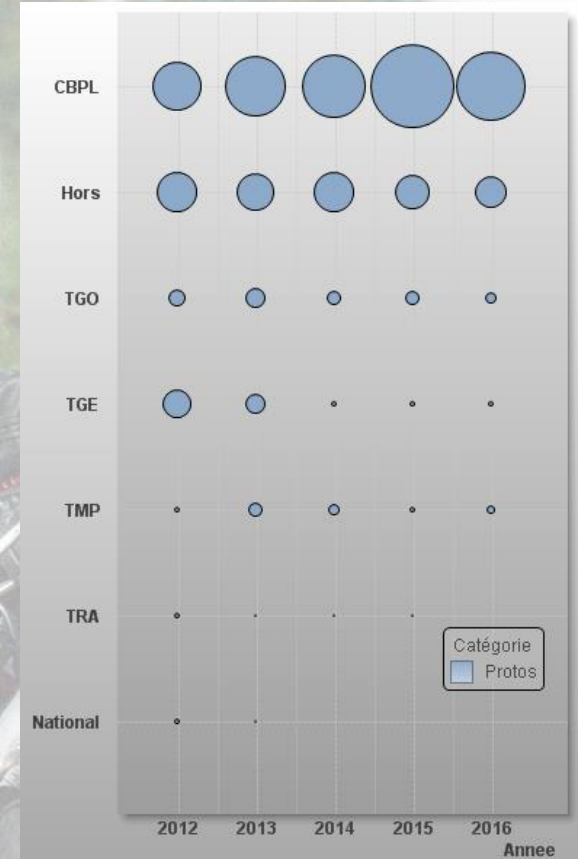 CBPL
Hors
TGO
TGE
TMP
TRA
Catégorie
Protos
National
2012 2013 2014 2015 2016
Annee